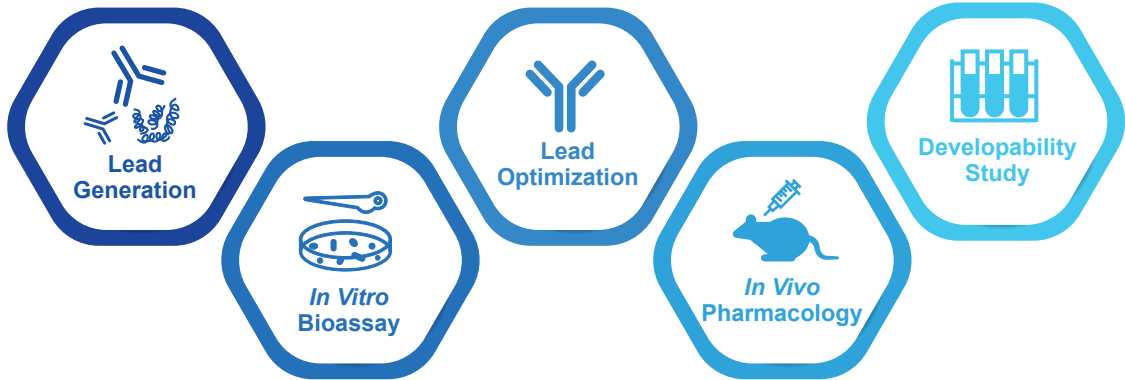 Lead
Generation
In Vitro
Bioassay
Lead
Optimization
In Vivo
Pharmacology
Developability
Study